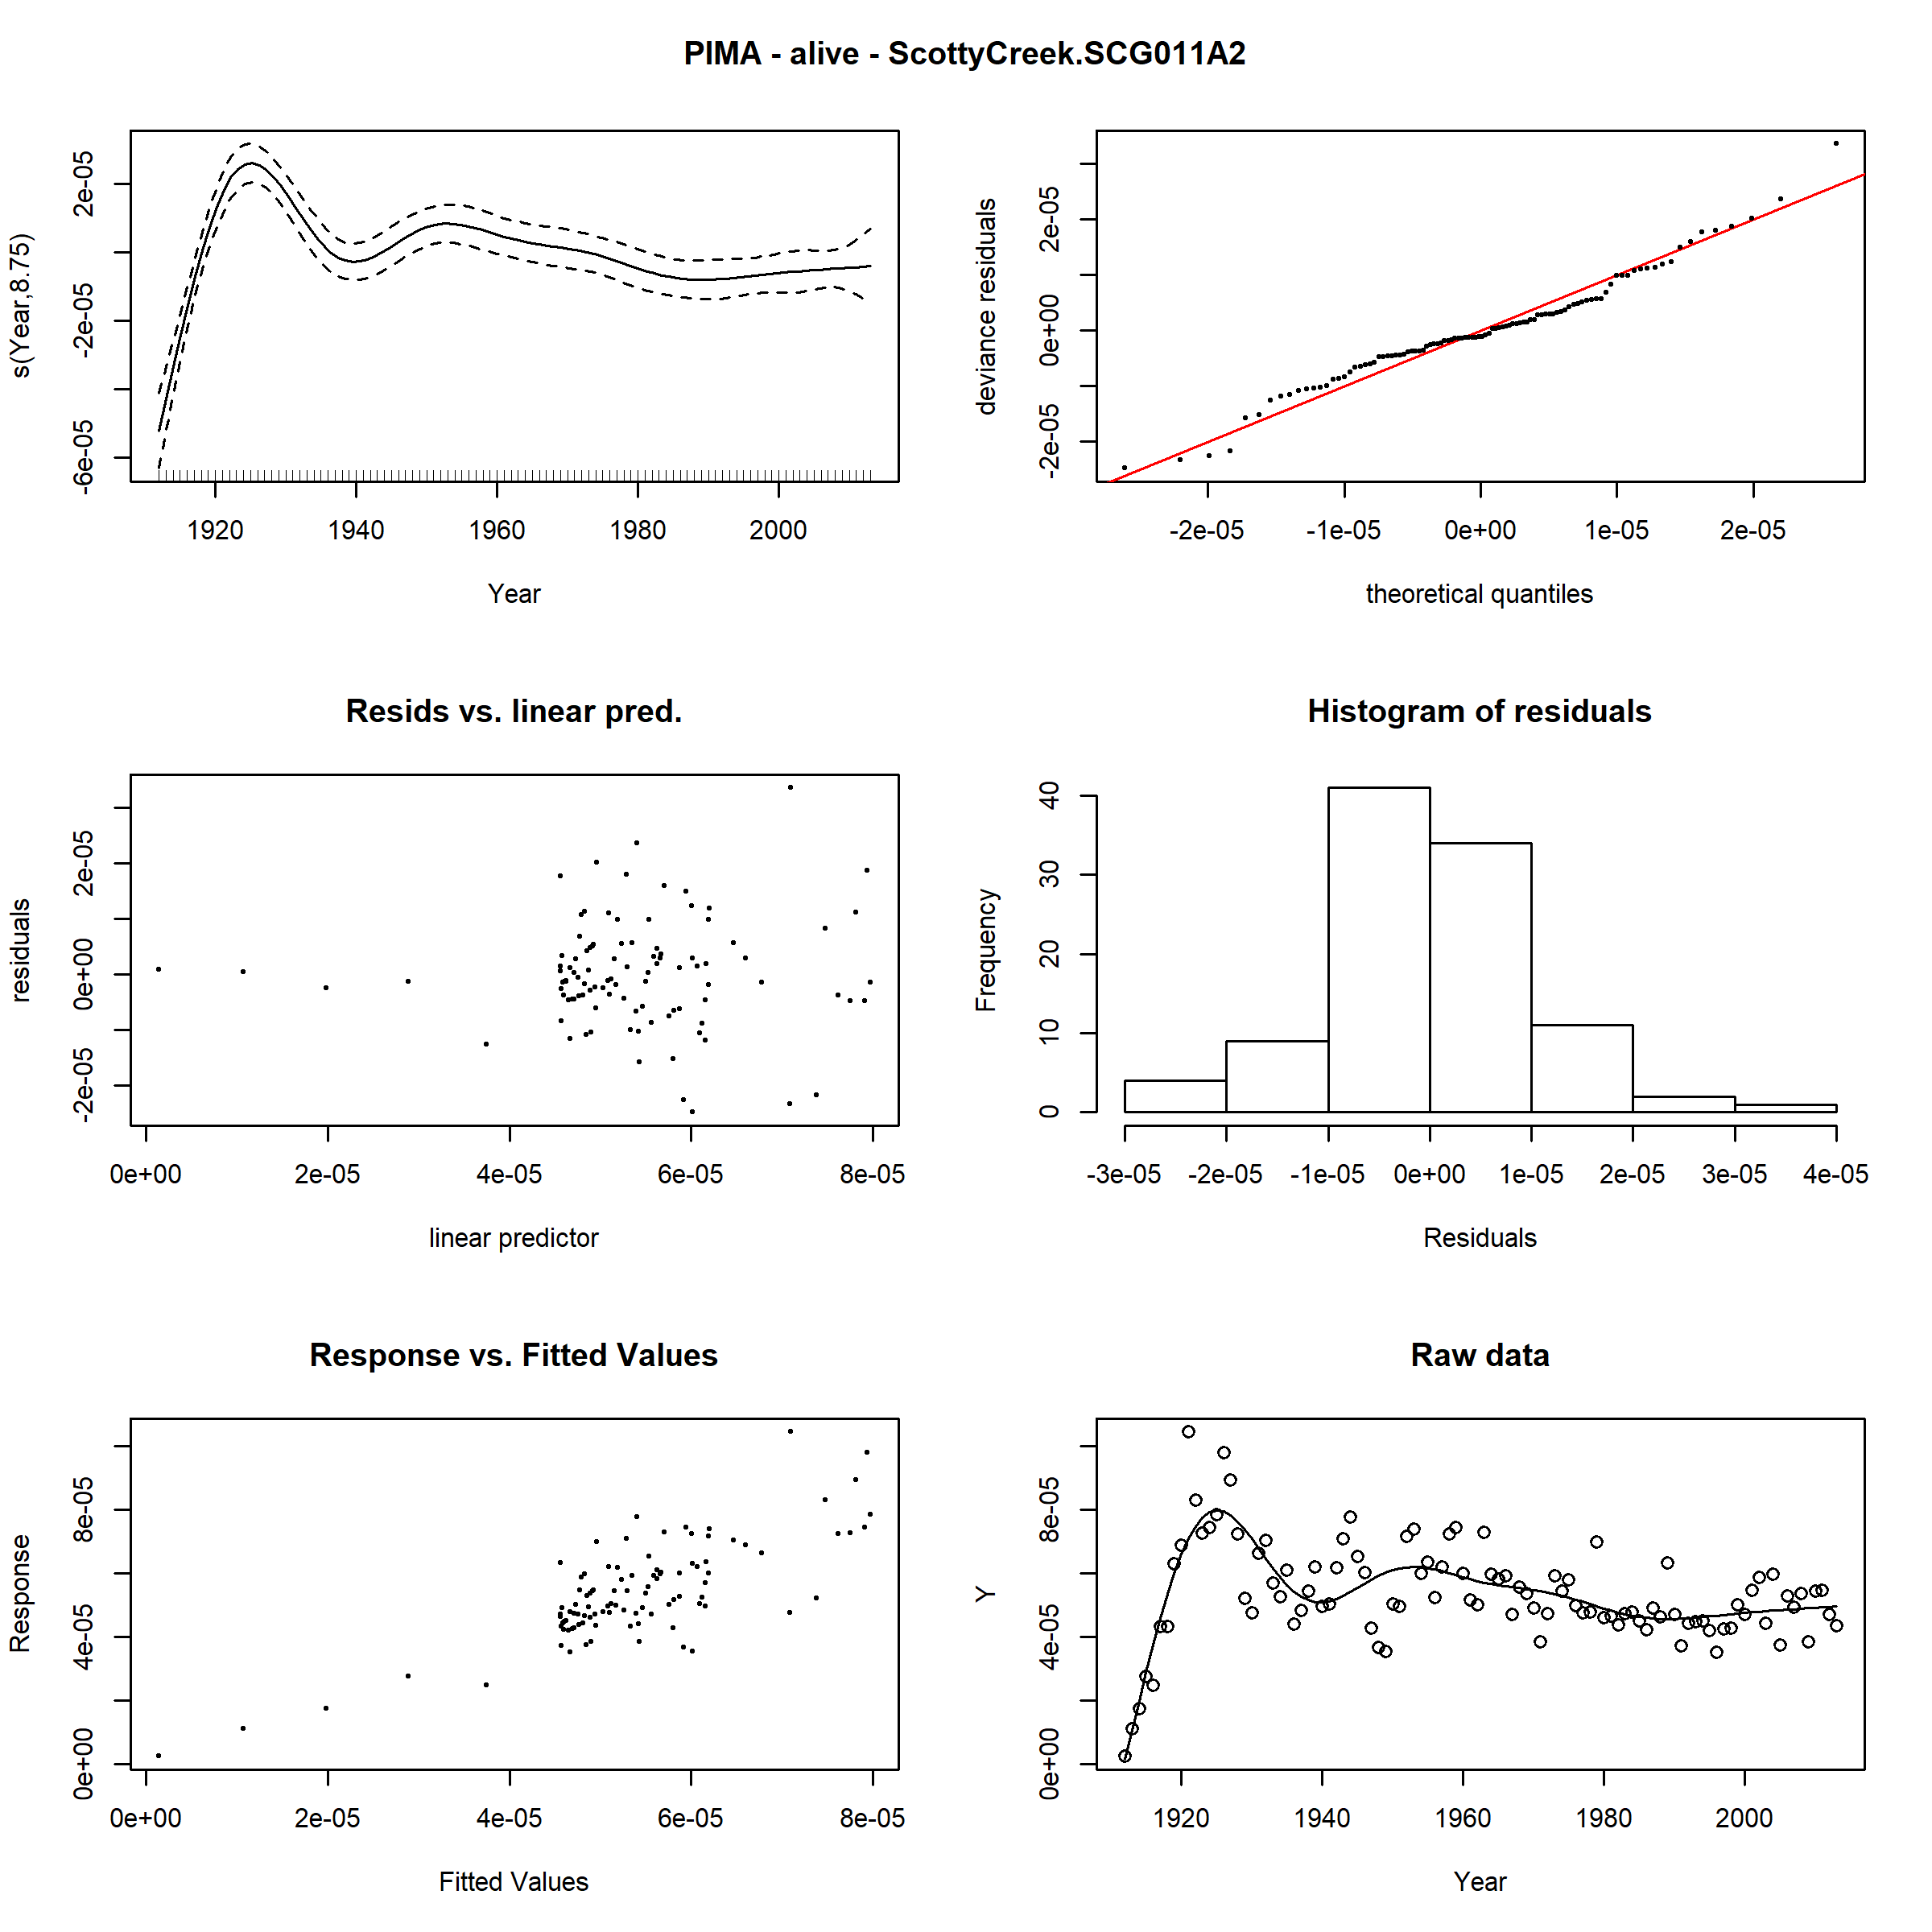 PIMA - alive - ScottyCreek.SCG011A2
s(Year,8.75)
-6e-05 -2e-05 2e-05
1920 1940 1960 1980 2000
Year
deviance residuals
-2e-05 0e+00 2e-05
-2e-05 -1e-05 0e+00 1e-05 2e-05
theoretical quantiles
Resids vs. linear pred.
residuals
-2e-05 0e+00 2e-05
0e+00 2e-05 4e-05 6e-05 8e-05
linear predictor
Histogram of residuals
Frequency
0 10 20 30 40
-3e-05 -2e-05 -1e-05 0e+00 1e-05 2e-05 3e-05 4e-05
Residuals
Response vs. Fitted Values
Response
0e+00 4e-05 8e-05
0e+00 2e-05 4e-05 6e-05 8e-05
Fitted Values
Raw data
Y
0e+00 4e-05 8e-05
1920 1940 1960 1980 2000
Year